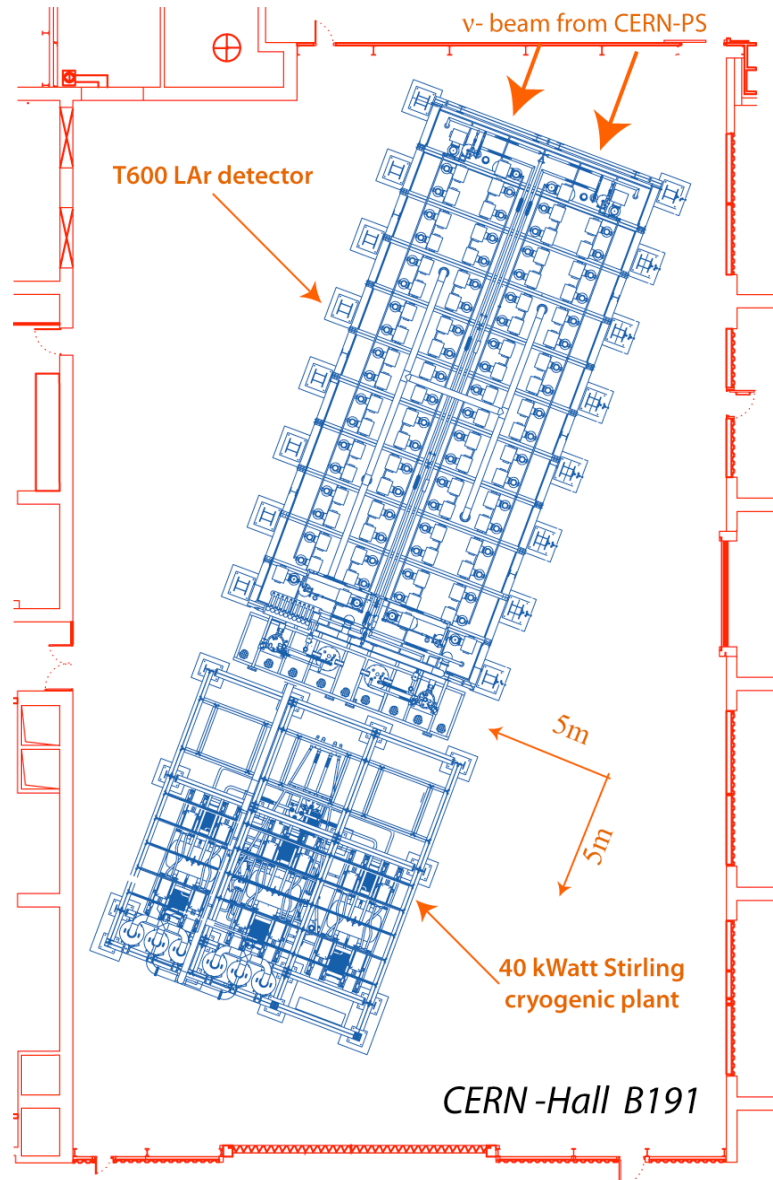 ν- beam from CERN-PS
T600 LAr detector
5m
5m
40 kWatt Stirling
cryogenic plant
CERN -Hall B191